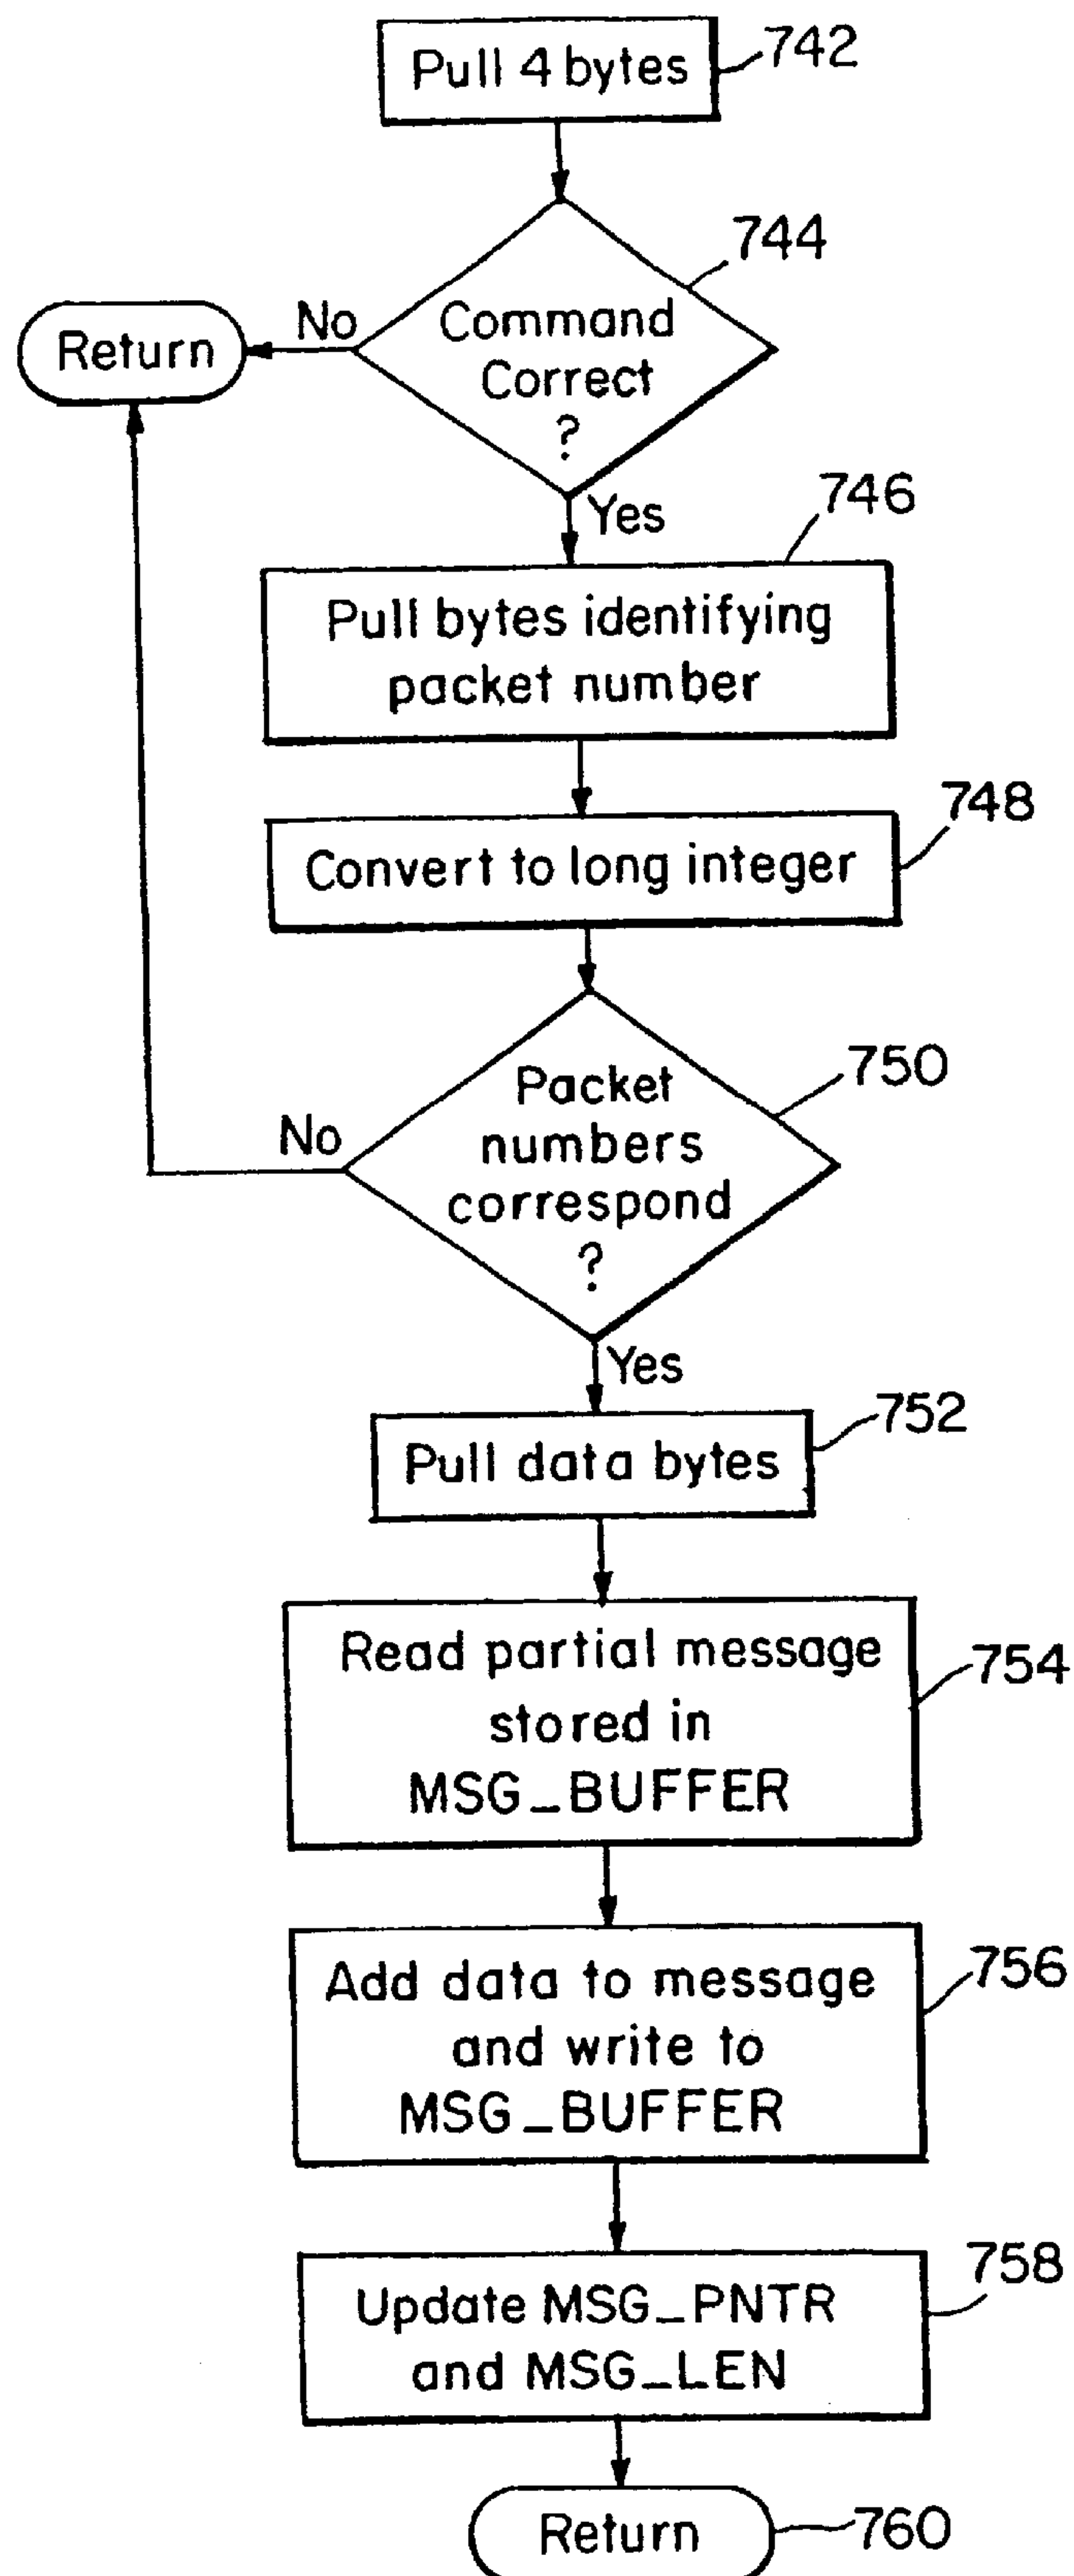 Pull 4 bytes
742
744
Command
Correct
?
No
Return
Yes
746
Pull bytes identifying
packet number
748
Convert to long integer
750
Packet
numbers
correspond
?
No
Yes
752
Pull data bytes
Read partial message
stored in
MSG_BUFFER
754
Add data to message
and write to
MSG_BUFFER
756
758
Update MSG_PNTR
and MSG_LEN
Return
760